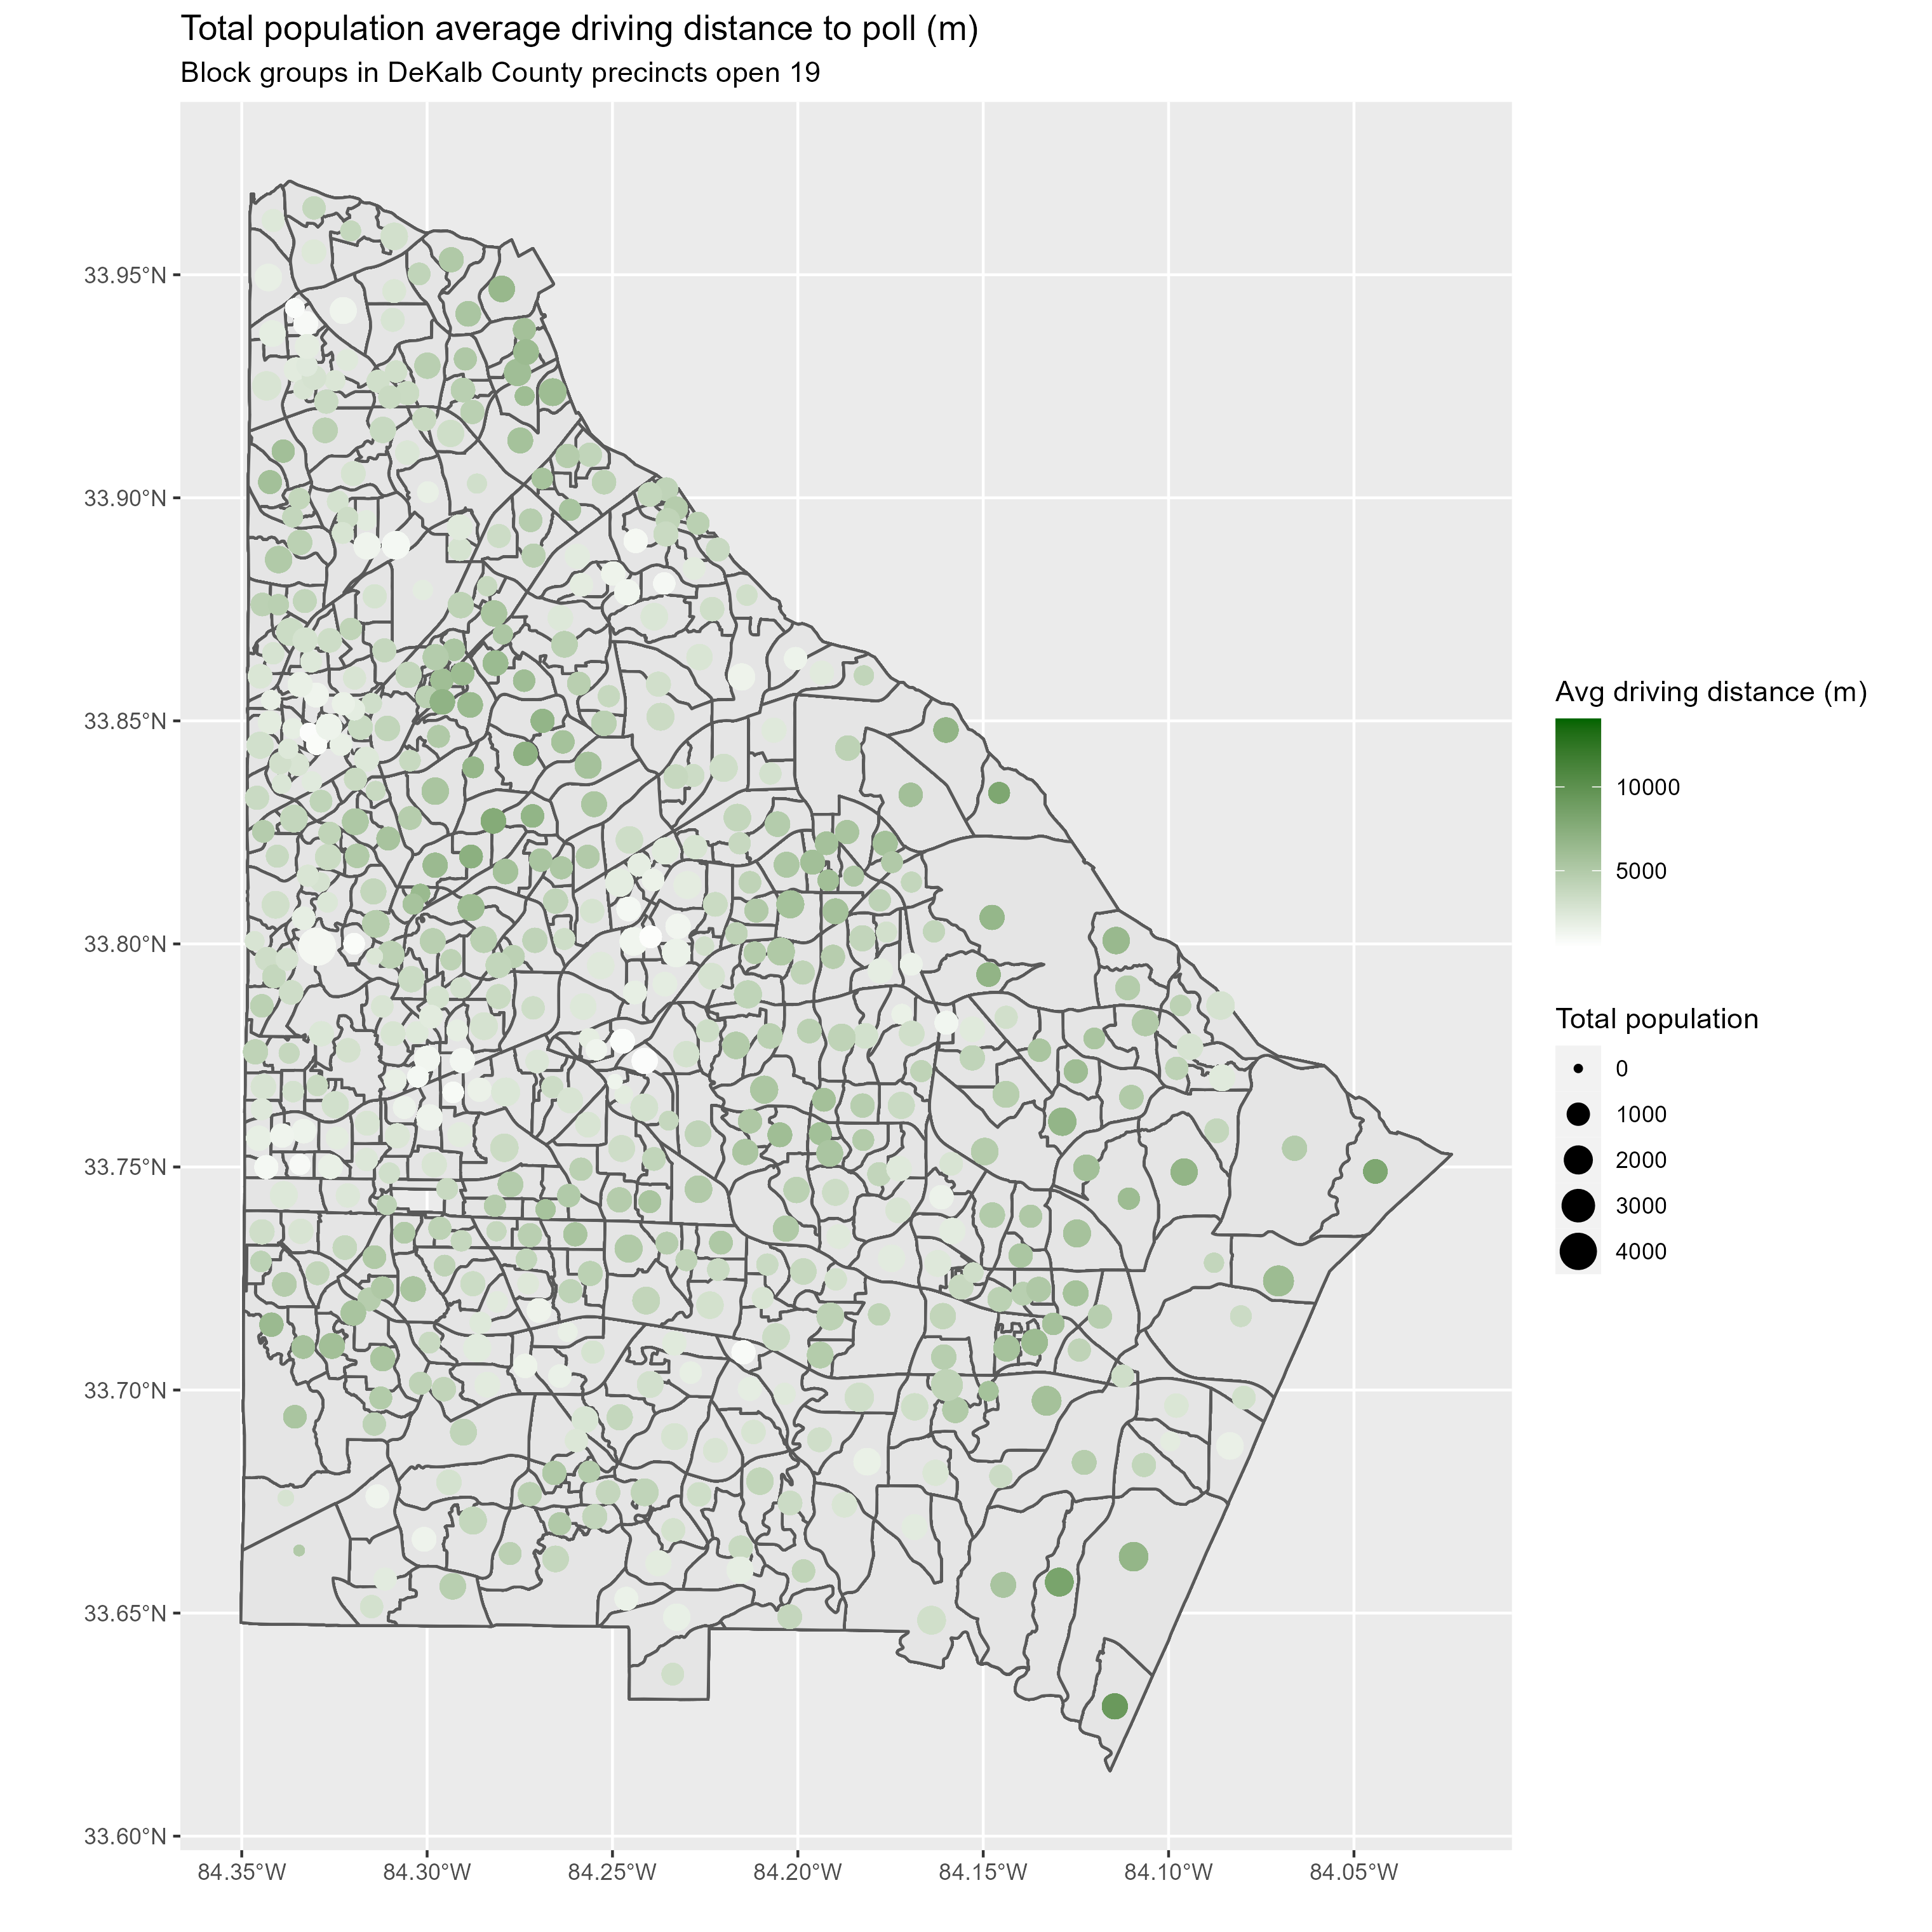 Total population average driving distance to poll (m)
Block groups in DeKalb County precincts open 19
33.95°N
33.90°N
33.85°N
33.80°N
33.75°N
33.70°N
33.65°N
33.60°N
84.35°W
84.30°W
84.25°W
84.20°W
84.15°W
84.10°W
84.05°W
Avg driving distance (m)
10000
5000
Total population
0
1000
2000
3000
4000